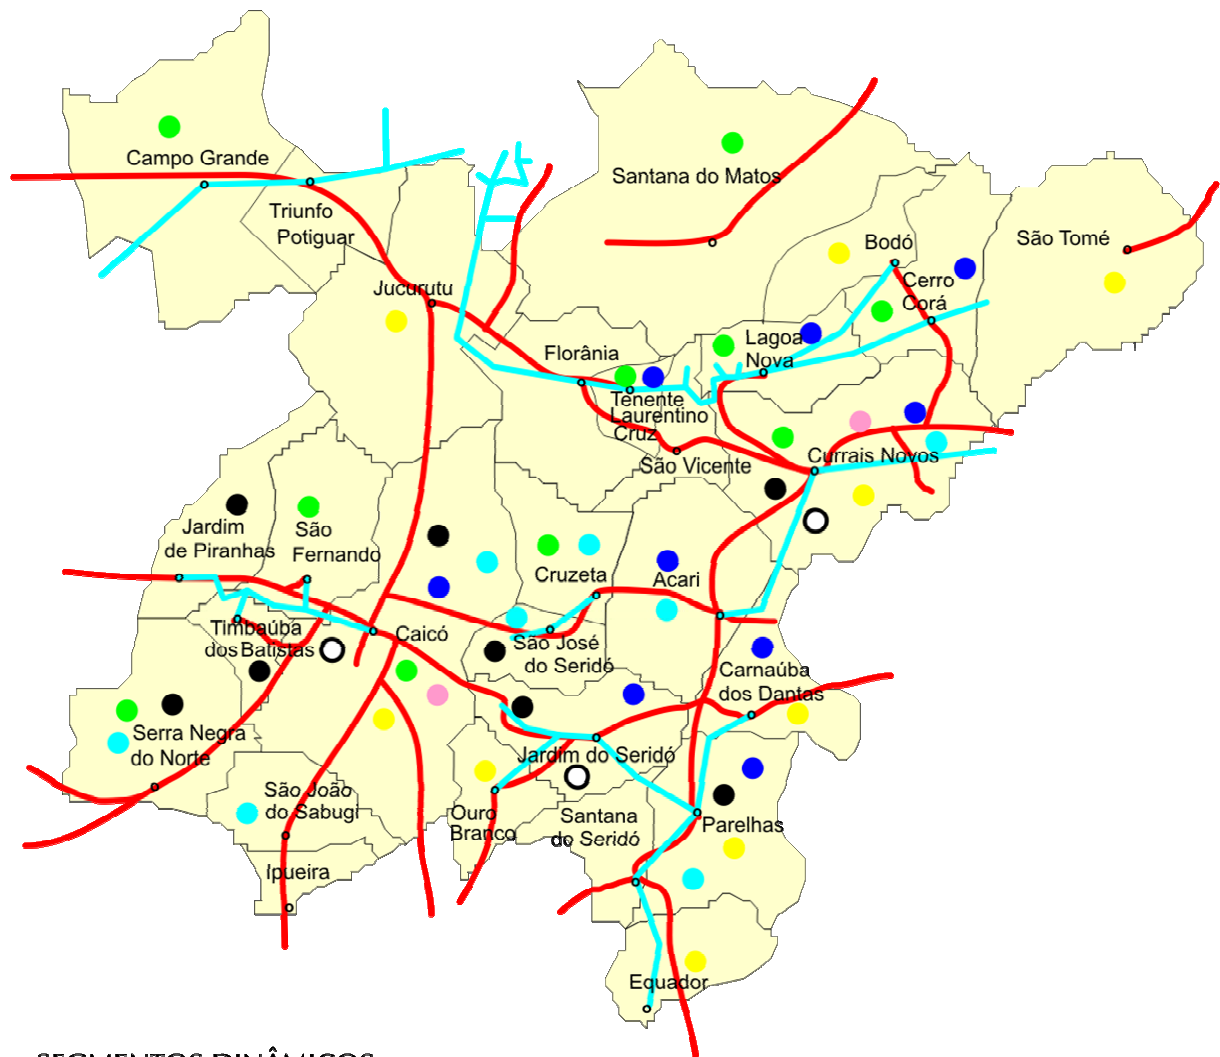 Campo Grande
Triunfo
Potiguar
Jucurutu
Santana do Matos
São Tomé
Bodó
Cerro
Corá
Lagoa
Nova
Florânia
Tenente
Laurentino
Cruz
São Vicente
Currais Novos
Jardim
de Piranhas
São
Fernando
Cruzeta
Acari
Timbaúba
dos Batistas
Caicó
São José
do Seridó
Carnaúba
dos Dantas
Serra Negra
do Norte
Jardim do Seridó
São João
do Sabugi
Ouro
Branco
Santana
do Seridó
Parelhas
Ipueira
Equador
SEGMENTOS DINÂMICOS